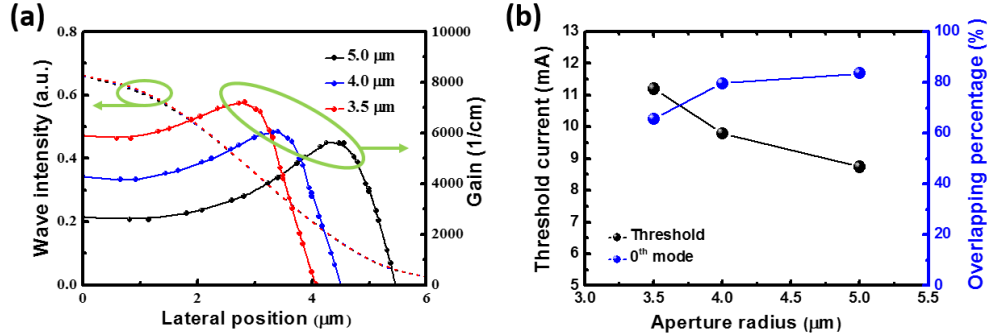 (a)
0.8
0.6
0.4
0.2
0.0
Wave intensity (a.u.)
5.0 μm
4.0 μm
3.5 μm
10000
8000
6000
4000
2000
0
Gain (1/cm)
0
2
4
6
Lateral position (μm)
(b)
13
12
11
10
9
8
7
6
5
Threshold current (mA)
Threshold
0th mode
100
80
60
40
20
0
Overlapping percentage (%)
3.0
3.5
4.0
4.5
5.0
5.5
Aperture radius (μm)